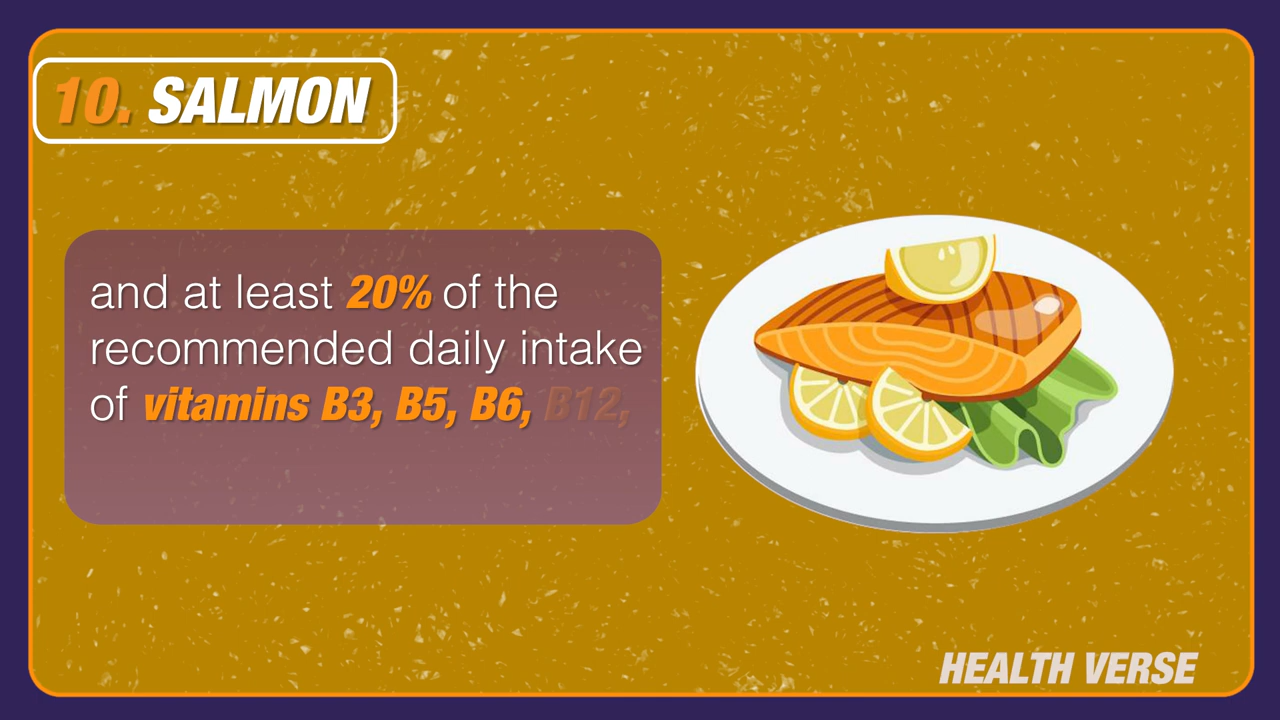 10. SALMON
and at least 20% of the
recommended daily intake
of vitamins B3, B5, B6, B12,
HEALTH VERSE